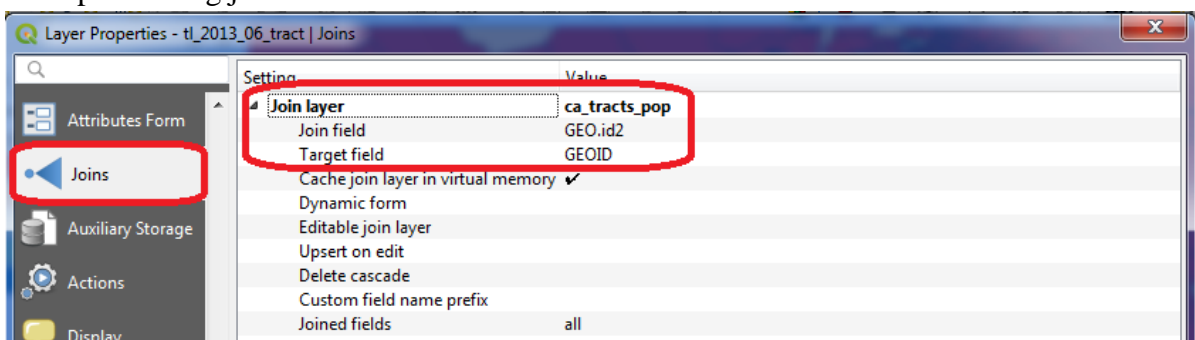 Layer Properties - tl_2013_06_tract | Joins
Setting Value
Join layer ca_tracts_pop
Attributes Form
Join field GEO.id2
Target field GEOID
Joins
Cache join layer in virtual memory ✔
Dynamic form
Auxiliary Storage
Editable join layer
Upsert on edit
Actions
Delete cascade
Custom field name prefix
Display
Joined fields all